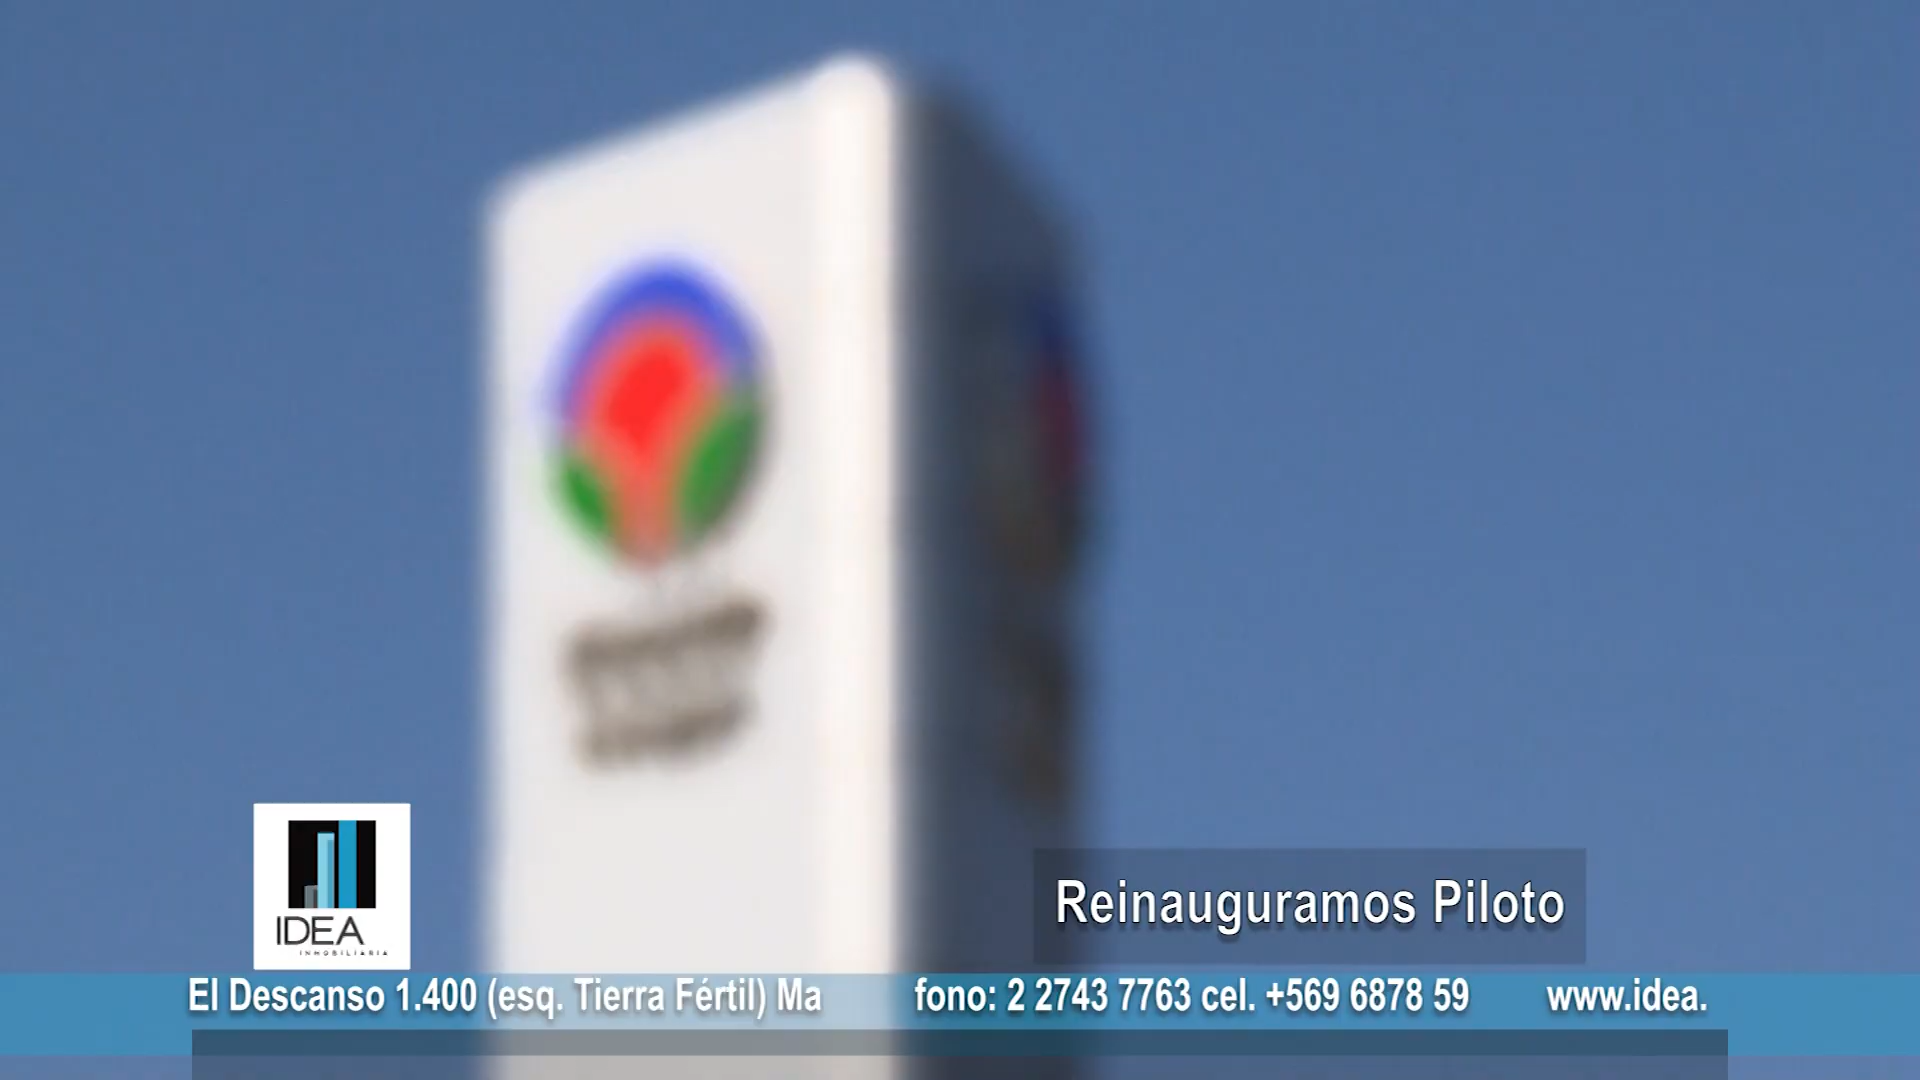 IDEA
INMOBILIARIA
Reinauguramos Piloto
El Descanso 1.400 (esq. Tierra Fértil) Ma
fono: 2 2743 7763 cel. +569 6878 59
www.idea.